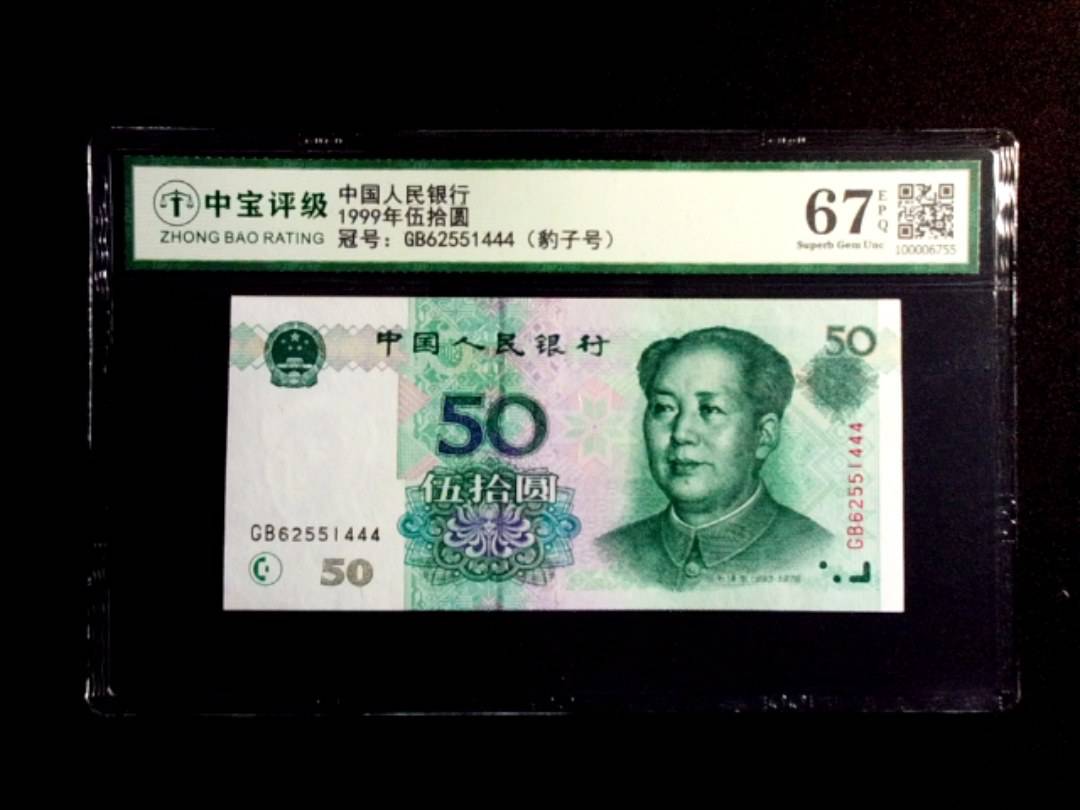 中宝评级
ZHONG BAO RATING
中国人民银行
1999年伍拾圆
冠号：GB62551444（豹子号）
67
EPQ
Superb Gem Unc
100006755
中国人民银行
50
50
伍拾圆
GB62551444
50
GB62551444